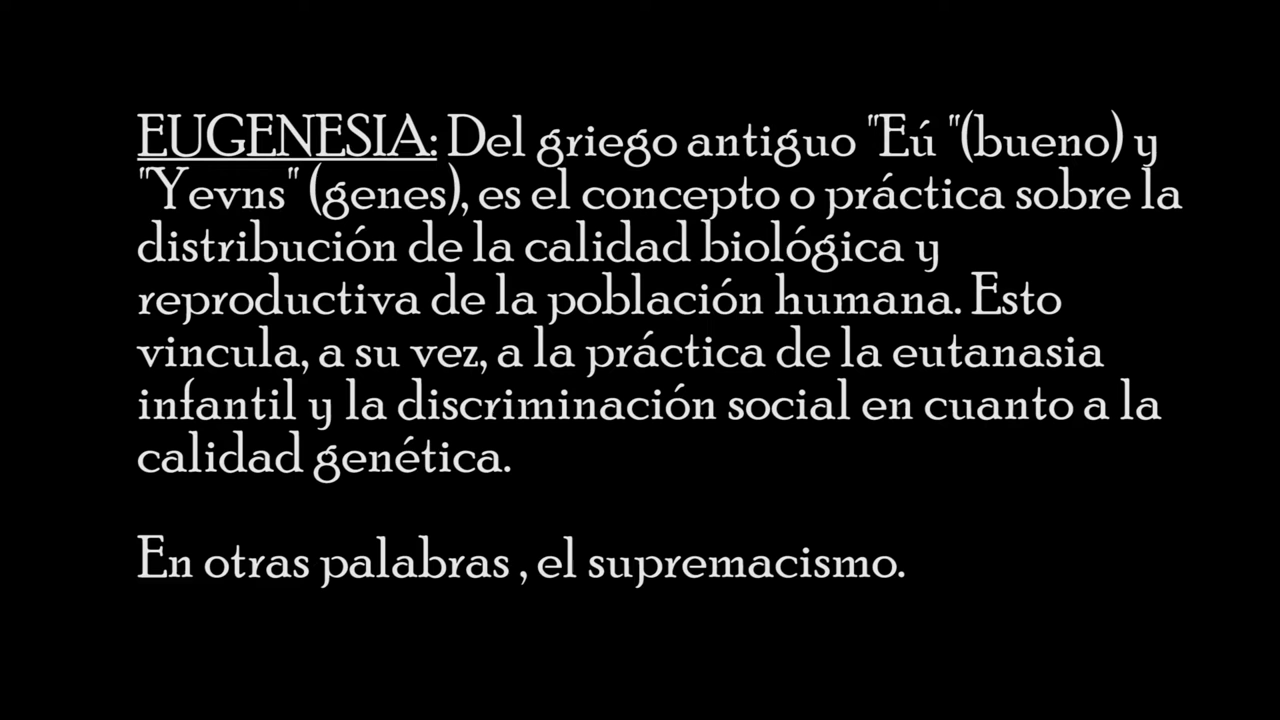 EUGENESIA: Del griego antiguo "Eú "(bueno) y
"Yevns" (genes), es el concepto o práctica sobre la
distribución de la calidad biológica y
reproductiva de la población humana. Esto
vincula, a su vez, a la práctica de la eutanasia
infantil y la discriminación social en cuanto a la
calidad genética.
En otras palabras , el supremacismo.